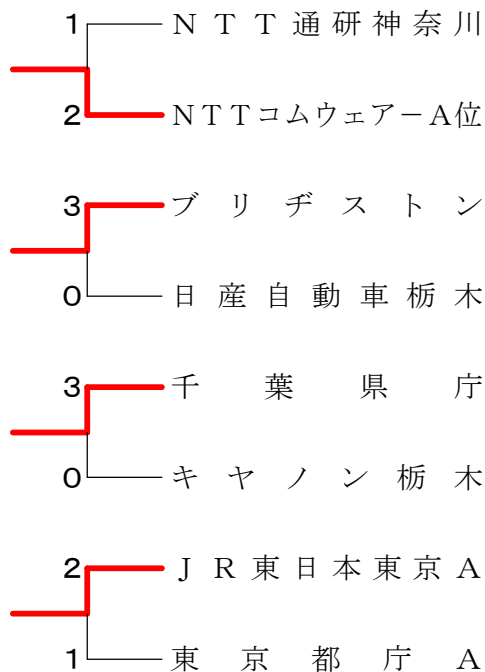 1 NTT通研神奈川
2 NTTコムウェア－A位
3 ブリヂストン
0 日産自動車栃木
3 千葉県庁
0 キヤノン栃木
2 JR東日本東京A
1 東京都庁A